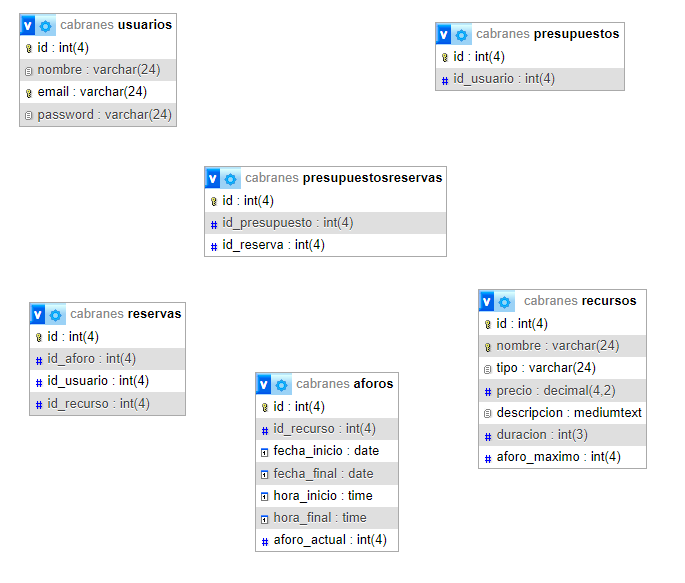 cabranes usuarios
id : int(4)
nombre : varchar(24)
email : varchar(24)
password : varchar(24)
cabranes presupuestos
id : int(4)
id_usuario : int(4)
cabranes presupuestosreservas
id : int(4)
id_presupuesto : int(4)
id_reserva : int(4)
cabranes reservas
id : int(4)
id_aforo : int(4)
id_usuario : int(4)
id_recurso : int(4)
cabranes aforos
id : int(4)
id_recurso : int(4)
fecha_inicio : date
fecha_final : date
hora_inicio : time
hora_final : time
aforo_actual : int(4)
cabranes recursos
id : int(4)
nombre : varchar(24)
tipo : varchar(24)
precio : decimal(4,2)
descripcion : mediumtext
duracion : int(3)
aforo_maximo : int(4)